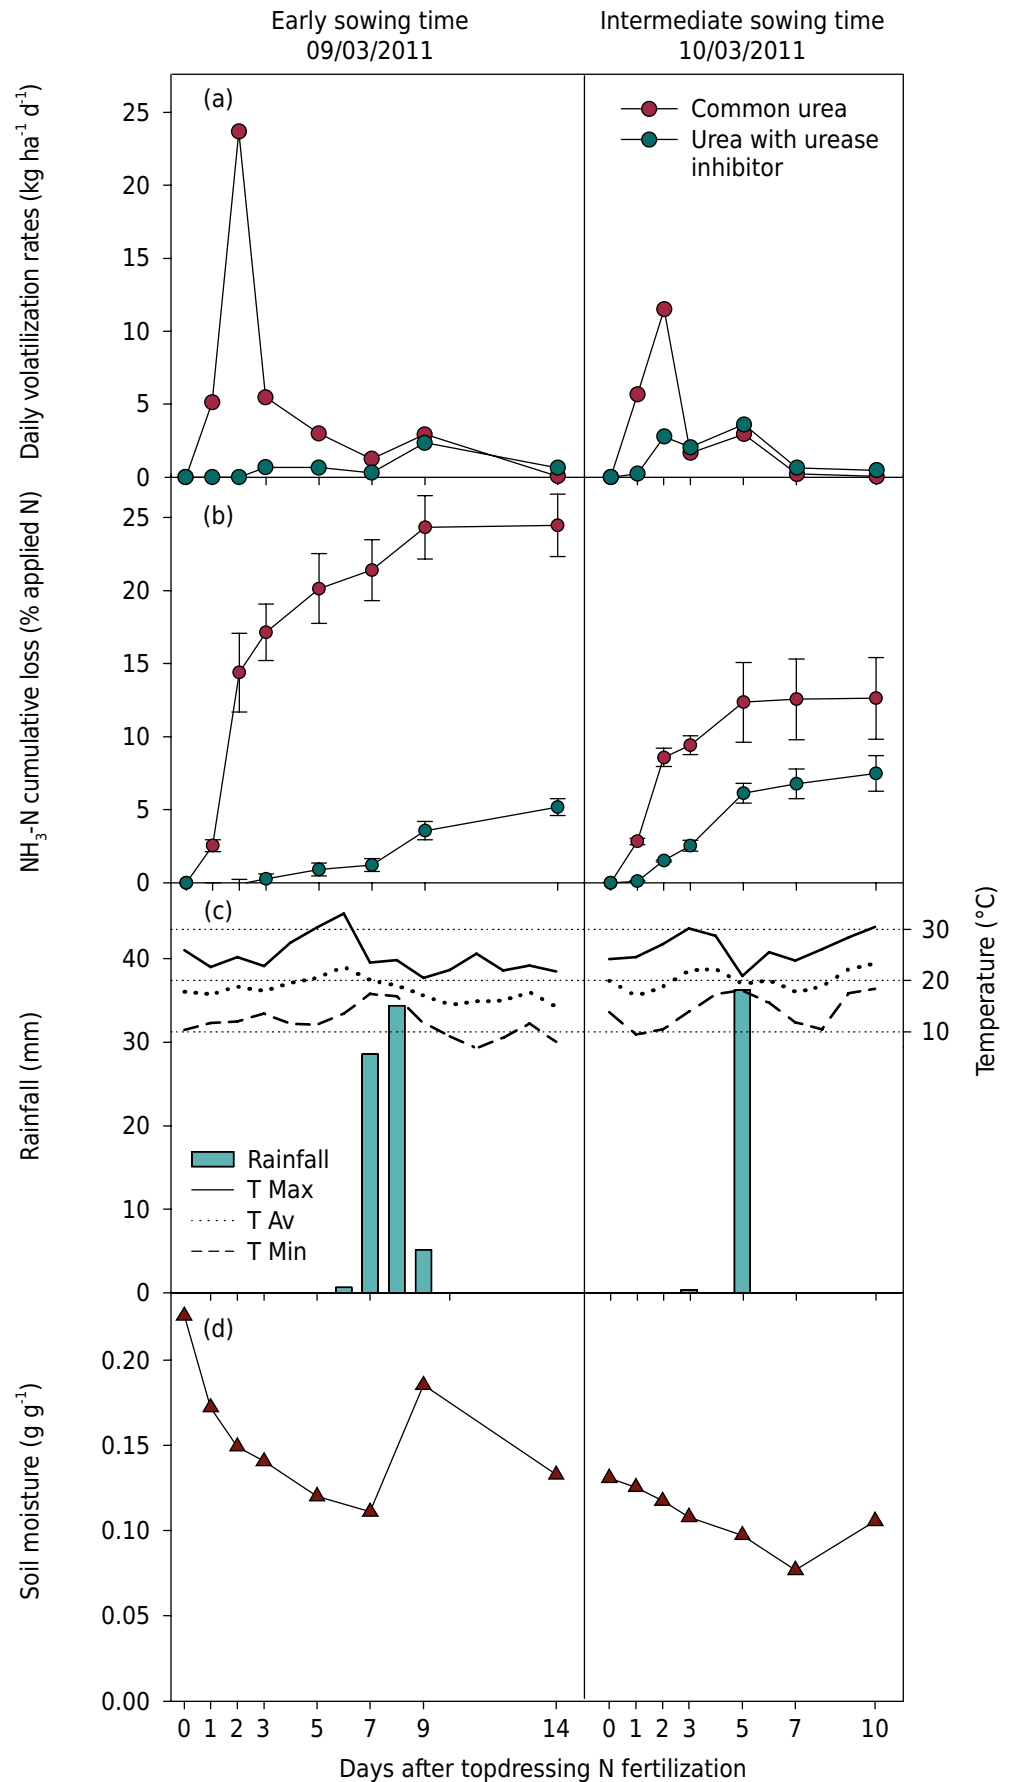 Early sowing time
09/03/2011
Intermediate sowing time
10/03/2011
(a)
Common urea
Urea with urease
inhibitor
25
20
15
10
5
0
Daily volatilization rates (kg ha⁻¹ d⁻¹)
(b)
25
20
15
10
5
0
NH₃-N cumulative loss (% applied N)
(c)
40
30
20
10
0
Rainfall (mm)
30
20
10
Temperature (°C)
Rainfall
T Max
T Av
T Min
(d)
0.20
0.15
0.10
0.05
0.00
Soil moisture (g g⁻¹)
0 1 2 3 5 7 9 14 0 1 2 3 5 7 10
Days after topdressing N fertilization